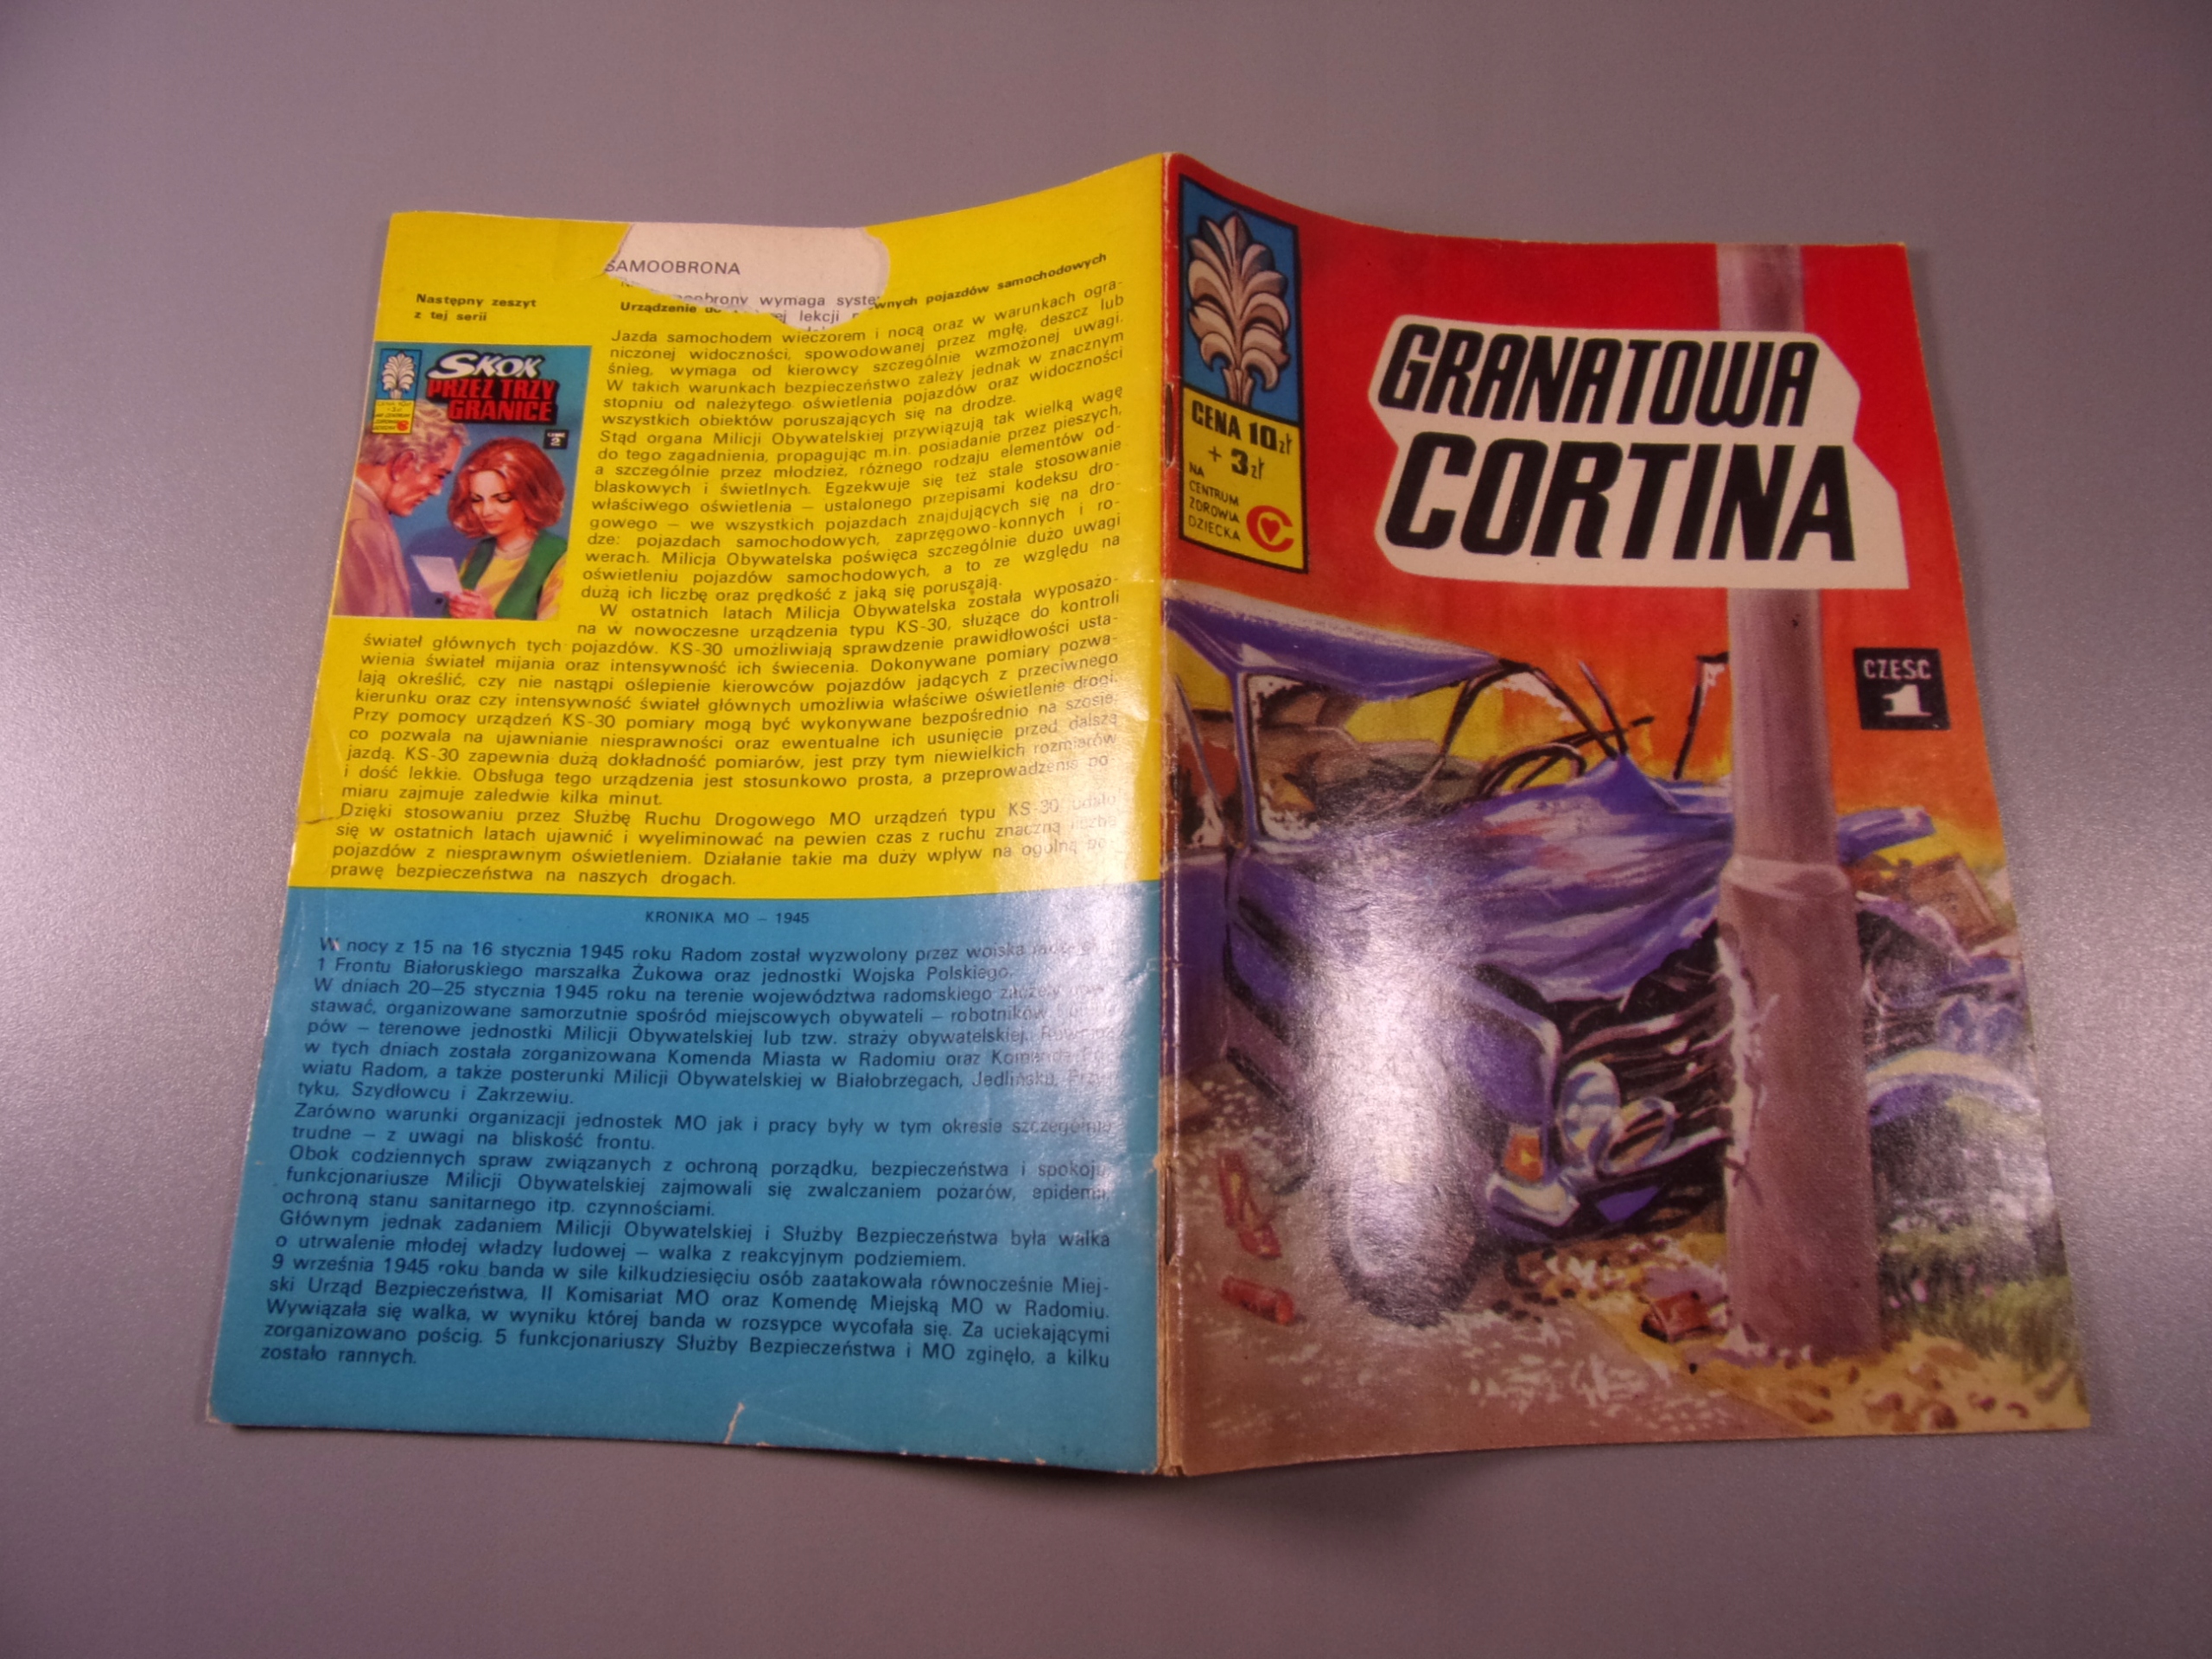 Następny zeszyt
z tej serii
SKOK
PRZEZ TRZY
GRANICE
2
SAMOOBRONA
wymaga
lekcji
Urządzenie
pojazdów samochodowych
Jazda samochodem wieczorem i nocą oraz w warunkach ogra-
niczonej widoczności, spowodowanej przez mgłę, deszcz lub
śnieg, wymaga od kierowcy szczególnie wzmożonej uwagi.
W takich warunkach bezpieczeństwo zależy jednak w znacznym
stopniu od należytego oświetlenia pojazdów oraz widoczności
wszystkich obiektów poruszających się na drodze.
Stąd organa Milicji Obywatelskiej przywiązują tak wielką wagę
do tego zagadnienia, propagując m.in. posiadanie przez pieszych,
a szczególnie przez młodzież, różnego rodzaju elementów od-
blaskowych i świetlnych. Egzekwuje się też stale stosowanie
właściwego oświetlenia — ustalonego przepisami kodeksu dro-
gowego — we wszystkich pojazdach znajdujących się na dro-
dze: pojazdach samochodowych, zaprzęgowo-konnych i ro-
werach. Milicja Obywatelska poświęca szczególnie dużo uwagi
oświetleniu pojazdów samochodowych, a to ze względu na
dużą ich liczbę oraz prędkość z jaką się poruszają.
W ostatnich latach Milicja Obywatelska została wyposażo-
na w nowoczesne urządzenia typu KS-30, służące do kontroli
świateł głównych tych pojazdów. KS-30 umożliwiają sprawdzenie prawidłowości usta-
wienia świateł mijania oraz intensywność ich świecenia. Dokonywane pomiary pozwa-
lają określić, czy nie nastąpi oślepienie kierowców pojazdów jadących z przeciwnego
kierunku oraz czy intensywność świateł głównych umożliwia właściwe oświetlenie drogi.
Przy pomocy urządzeń KS-30 pomiary mogą być wykonywane bezpośrednio na szosie,
co pozwala na ujawnianie niesprawności oraz ewentualne ich usunięcie przed dalszą
jazdą. KS-30 zapewnia dużą dokładność pomiarów, jest przy tym niewielkich rozmiarów
i dość lekkie. Obsługa tego urządzenia jest stosunkowo prosta, a przeprowadzenie po-
miaru zajmuje zaledwie kilka minut.
Dzięki stosowaniu przez Służbę Ruchu Drogowego MO urządzeń typu KS-30 udało
się w ostatnich latach ujawnić i wyeliminować na pewien czas z ruchu znaczną liczbę
pojazdów z niesprawnym oświetleniem. Działanie takie ma duży wpływ na ogólną po-
prawę bezpieczeństwa na naszych drogach.
KRONIKA MO — 1945
W nocy z 15 na 16 stycznia 1945 roku Radom został wyzwolony przez wojska
1 Frontu Białoruskiego marszałka Żukowa oraz jednostki Wojska Polskiego.
W dniach 20—25 stycznia 1945 roku na terenie województwa radomskiego
stawać, organizowane samorzutnie spośród miejscowych obywateli — robotników
pów — terenowe jednostki Milicji Obywatelskiej lub tzw. straży obywatelskiej.
w tych dniach została zorganizowana Komenda Miasta w Radomiu oraz Komenda
wiatu Radom, a także posterunki Milicji Obywatelskiej w Białobrzegach, Jedlińsku,
tyku, Szydłowcu i Zakrzewiu.
Zarówno warunki organizacji jednostek MO jak i pracy były w tym okresie szczególnie
trudne — z uwagi na bliskość frontu.
Obok codziennych spraw związanych z ochroną porządku, bezpieczeństwa i spokoju,
funkcjonariusze Milicji Obywatelskiej zajmowali się zwalczaniem pożarów, epidemii,
ochroną stanu sanitarnego itp. czynnościami.
Głównym jednak zadaniem Milicji Obywatelskiej i Służby Bezpieczeństwa była walka
o utrwalenie młodej władzy ludowej — walka z reakcyjnym podziemiem.
9 września 1945 roku banda w sile kilkudziesięciu osób zaatakowała równocześnie Miej-
ski Urząd Bezpieczeństwa, II Komisariat MO oraz Komendę Miejską MO w Radomiu.
Wywiązała się walka, w wyniku której banda w rozsypce wycofała się. Za uciekającymi
zorganizowano pościg. 5 funkcjonariuszy Służby Bezpieczeństwa i MO zginęło, a kilku
zostało rannych.
CENA 10zł
+ 3zł
NA
CENTRUM
ZDROWIA
DZIECKA
GRANATOWA
CORTINA
CZĘŚĆ
1